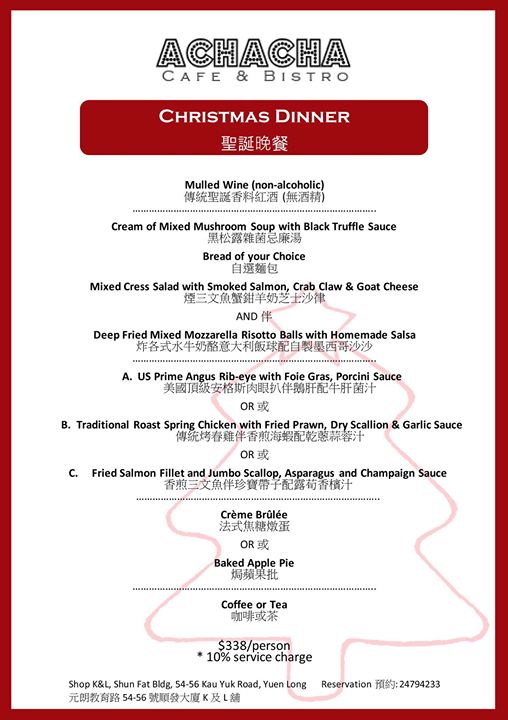 ACHACHA
CAFE & BISTRO
CHRISTMAS DINNER
聖誕晚餐
Mulled Wine (non-alcoholic)
傳統聖誕香料紅酒 (無酒精)
Cream of Mixed Mushroom Soup with Black Truffle Sauce
黑松露雜菌忌廉湯
Bread of your Choice
自選麵包
Mixed Cress Salad with Smoked Salmon, Crab Claw & Goat Cheese
煙三文魚蟹鉗羊奶芝士沙律
AND 伴
Deep Fried Mixed Mozzarella Risotto Balls with Homemade Salsa
炸各式水牛奶酪意大利飯球配自製墨西哥沙沙
A. US Prime Angus Rib-eye with Foie Gras, Porcini Sauce
美國頂級安格斯肉眼扒伴鵝肝配牛肝菌汁
OR 或
B. Traditional Roast Spring Chicken with Fried Prawn, Dry Scallion & Garlic Sauce
傳統烤春雞伴香煎海蝦配乾蔥蒜蓉汁
OR 或
C. Fried Salmon Fillet and Jumbo Scallop, Asparagus and Champaign Sauce
香煎三文魚伴珍寶帶子配露荀香檳汁
Crème Brûlée
法式焦糖燉蛋
OR 或
Baked Apple Pie
焗蘋果批
Coffee or Tea
咖啡或茶
$338/person
* 10% service charge
Shop K&L, Shun Fat Bldg, 54-56 Kau Yuk Road, Yuen Long Reservation 預約: 24794233
元朗教育路 54-56 號順發大廈 K 及 L 舖